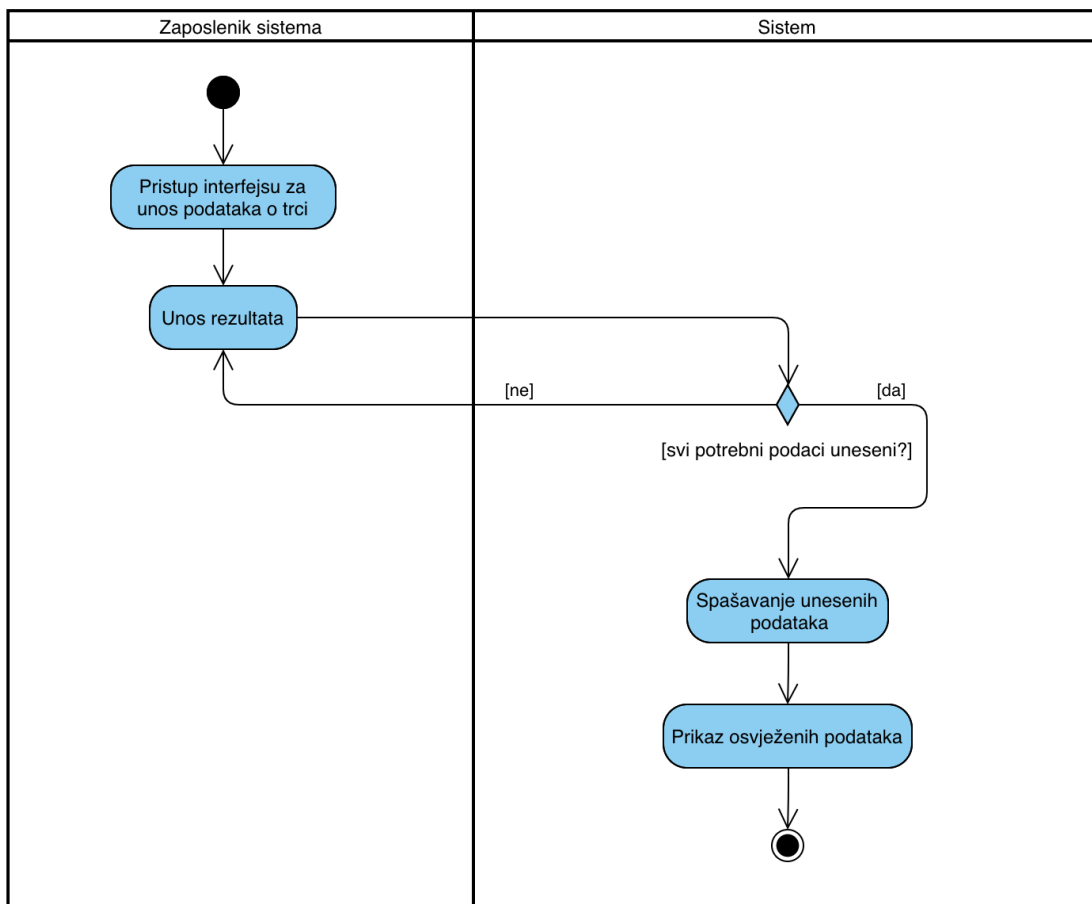 Zaposlenik sistema
Sistem
Pristup interfejsu za
unos podataka o trci
Unos rezultata
[ne]
[da]
[svi potrebni podaci uneseni?]
Spašavanje unesenih
podataka
Prikaz osvježenih podataka